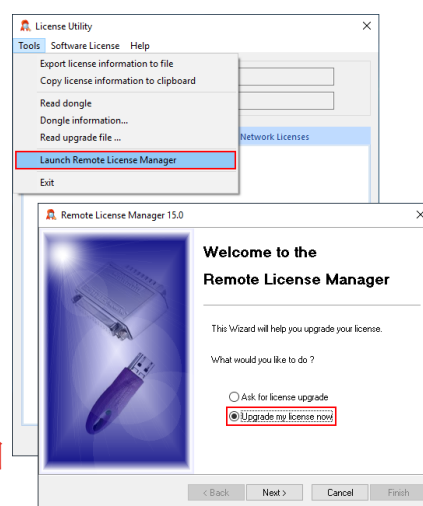 License Utility
Tools Software License Help
Export license information to file
Copy license information to clipboard
Read dongle
Dongle information...
Read upgrade file ...
Network Licenses
Launch Remote License Manager
Exit
Remote License Manager 15.0
Welcome to the
Remote License Manager
This Wizard will help you upgrade your license.
What would you like to do ?
Ask for license upgrade
Upgrade my license now
< Back Next > Cancel Finish